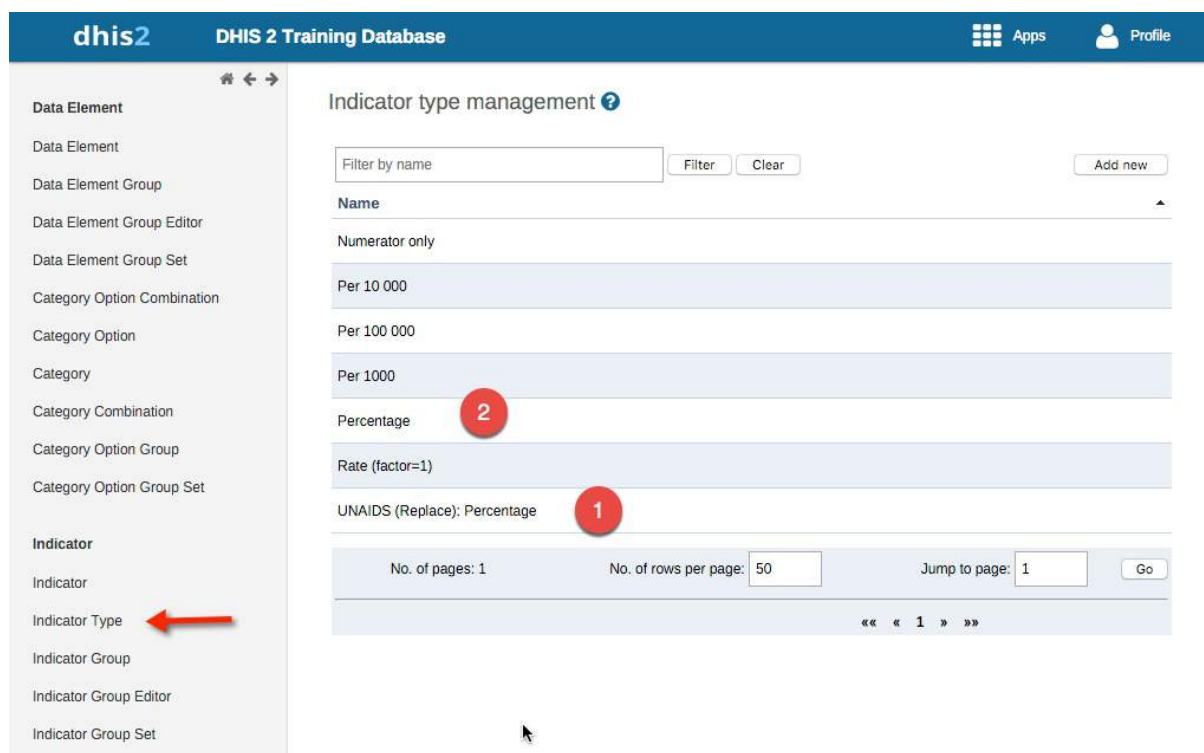 dhis2 DHIS 2 Training Database Apps Profile
Data Element
Data Element
Data Element Group
Data Element Group Editor
Data Element Group Set
Category Option Combination
Category Option
Category
Category Combination
Category Option Group
Category Option Group Set
Indicator
Indicator
Indicator Type
Indicator Group
Indicator Group Editor
Indicator Group Set
Indicator type management ?
Filter by name Filter Clear Add new
Name
Numerator only
Per 10 000
Per 100 000
Per 1000
Percentage 2
Rate (factor=1)
UNAIDS (Replace): Percentage 1
No. of pages: 1 No. of rows per page: 50 Jump to page: 1 Go
«« « 1 » »»